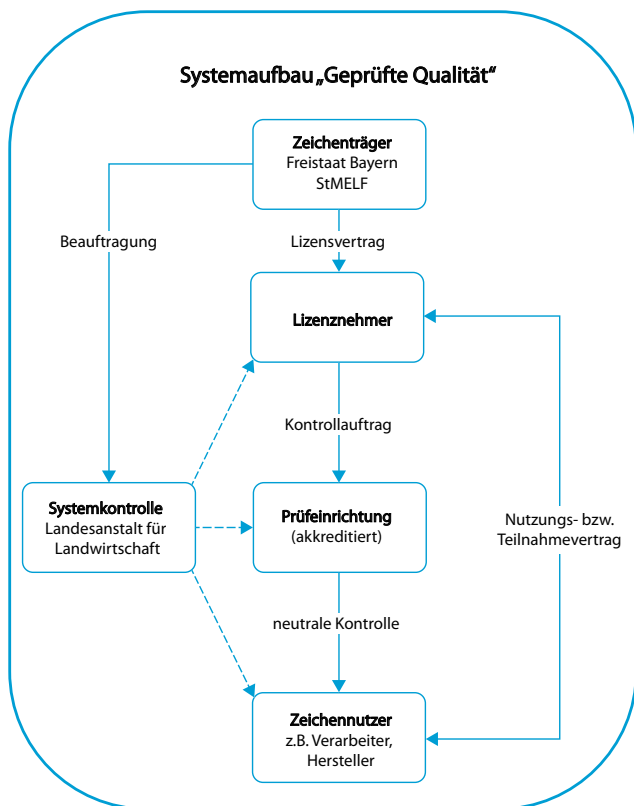 Systemaufbau „Geprüfte Qualität“
Zeichenträger
Freistaat Bayern
StMELF
Beauftragung
Lizensvertrag
Lizenznehmer
Kontrollauftrag
Systemkontrolle
Landesanstalt für
Landwirtschaft
Prüfeinrichtung
(akkreditiert)
Nutzungs- bzw.
Teilnahmevertrag
neutrale Kontrolle
Zeichennutzer
z.B. Verarbeiter,
Hersteller